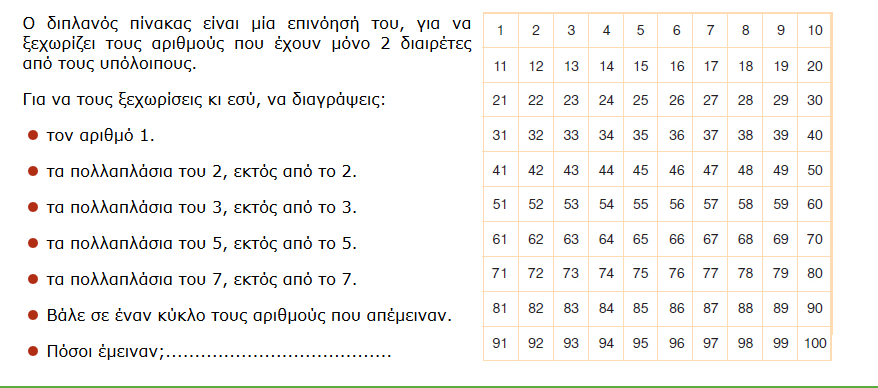 Ο διπλανός πίνακας είναι μία επινόησή του, για να
ξεχωρίζει τους αριθμούς που έχουν μόνο 2 διαιρέτες
από τους υπόλοιπους.
Για να τους ξεχωρίσεις κι εσύ, να διαγράψεις:
● τον αριθμό 1.
● τα πολλαπλάσια του 2, εκτός από το 2.
● τα πολλαπλάσια του 3, εκτός από το 3.
● τα πολλαπλάσια του 5, εκτός από το 5.
● τα πολλαπλάσια του 7, εκτός από το 7.
● Βάλε σε έναν κύκλο τους αριθμούς που απέμειναν.
● Πόσοι έμειναν;.......................................
1 2 3 4 5 6 7 8 9 10
11 12 13 14 15 16 17 18 19 20
21 22 23 24 25 26 27 28 29 30
31 32 33 34 35 36 37 38 39 40
41 42 43 44 45 46 47 48 49 50
51 52 53 54 55 56 57 58 59 60
61 62 63 64 65 66 67 68 69 70
71 72 73 74 75 76 77 78 79 80
81 82 83 84 85 86 87 88 89 90
91 92 93 94 95 96 97 98 99 100